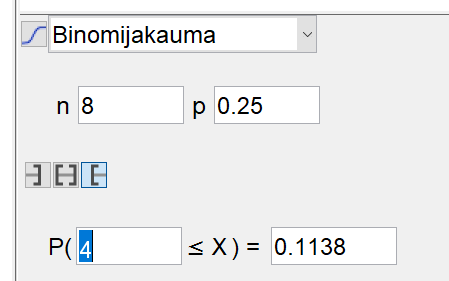 Binomijakauma
n 8 p 0.25
P( 4 ≤ X ) = 0.1138